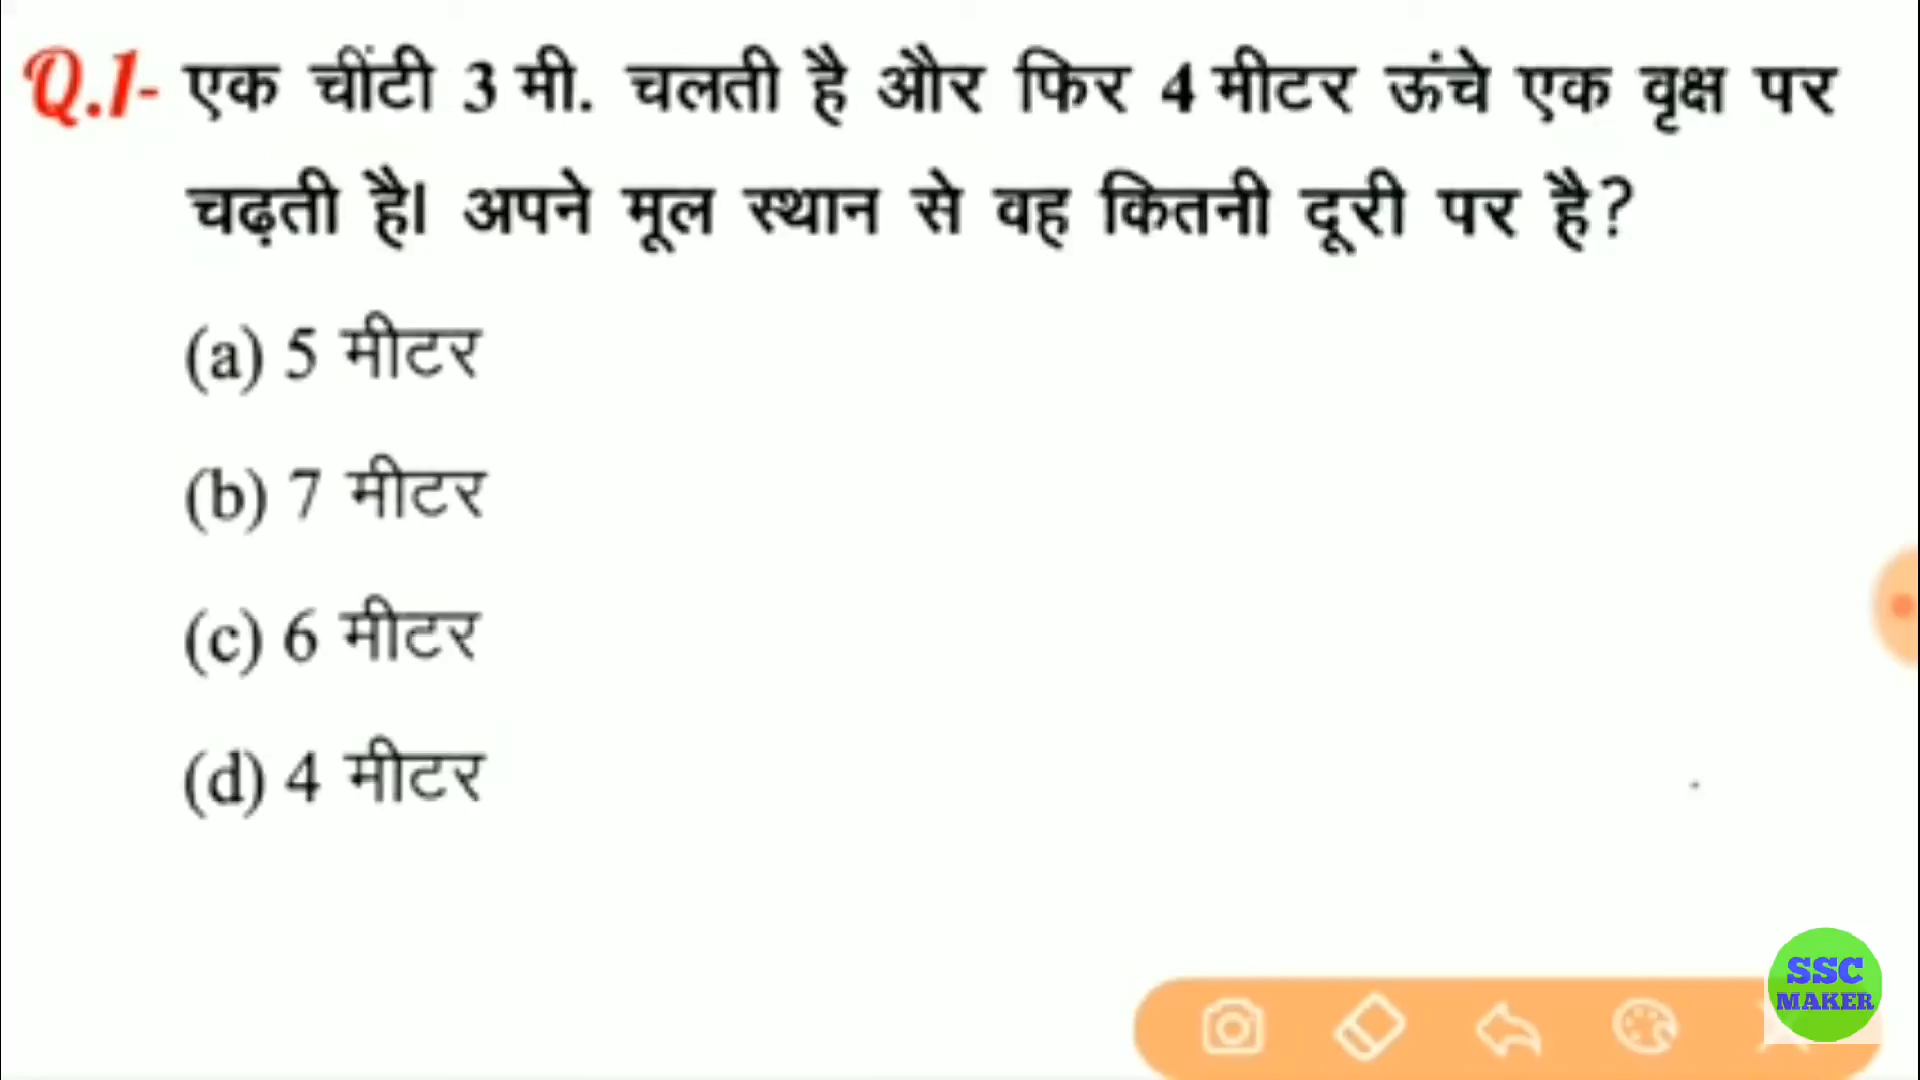 Q.1- एक चींटी 3 मी. चलती है और फिर 4 मीटर ऊंचे एक वृक्ष पर
चढ़ती है। अपने मूल स्थान से वह कितनी दूरी पर है?
(a) 5 मीटर
(b) 7 मीटर
(c) 6 मीटर
(d) 4 मीटर
SSC
MAKER